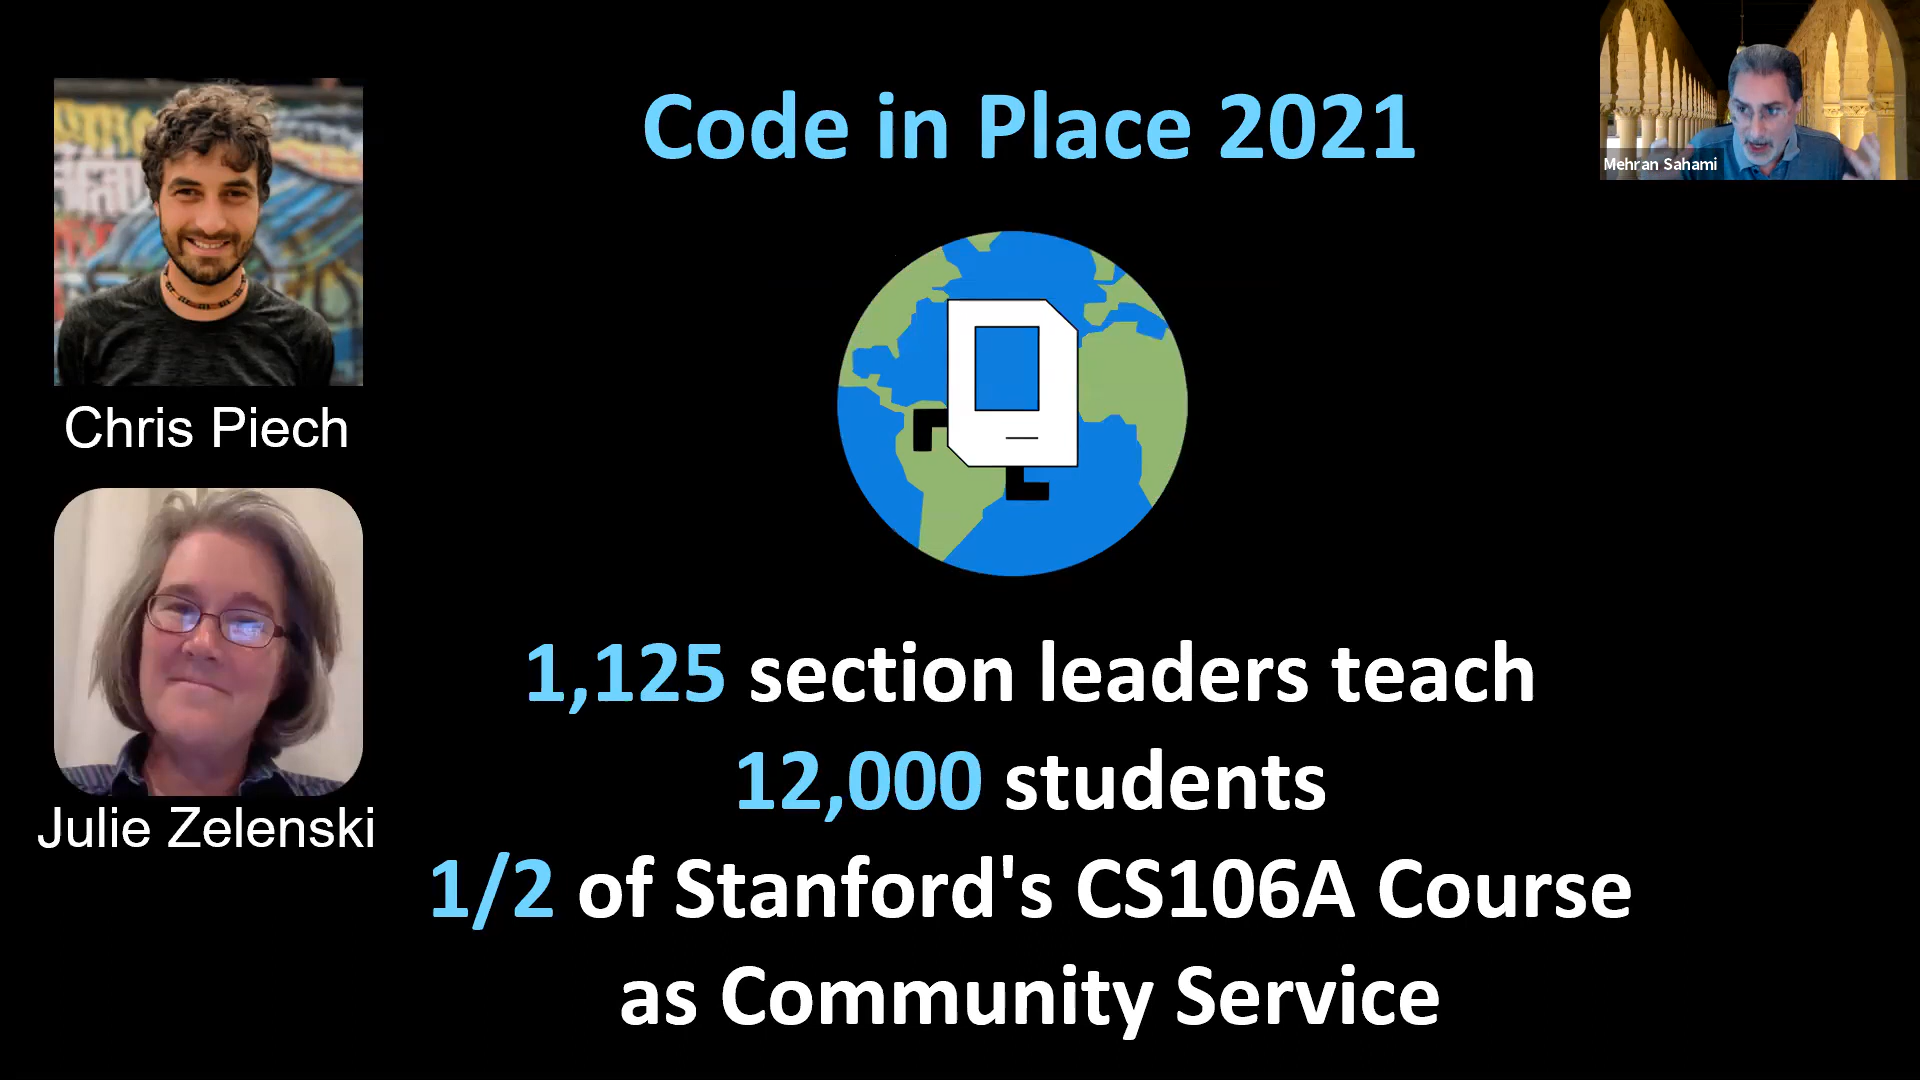 Code in Place 2021
Mehran Sahami
Chris Piech
Julie Zelenski
1,125 section leaders teach
12,000 students
1/2 of Stanford's CS106A Course
as Community Service